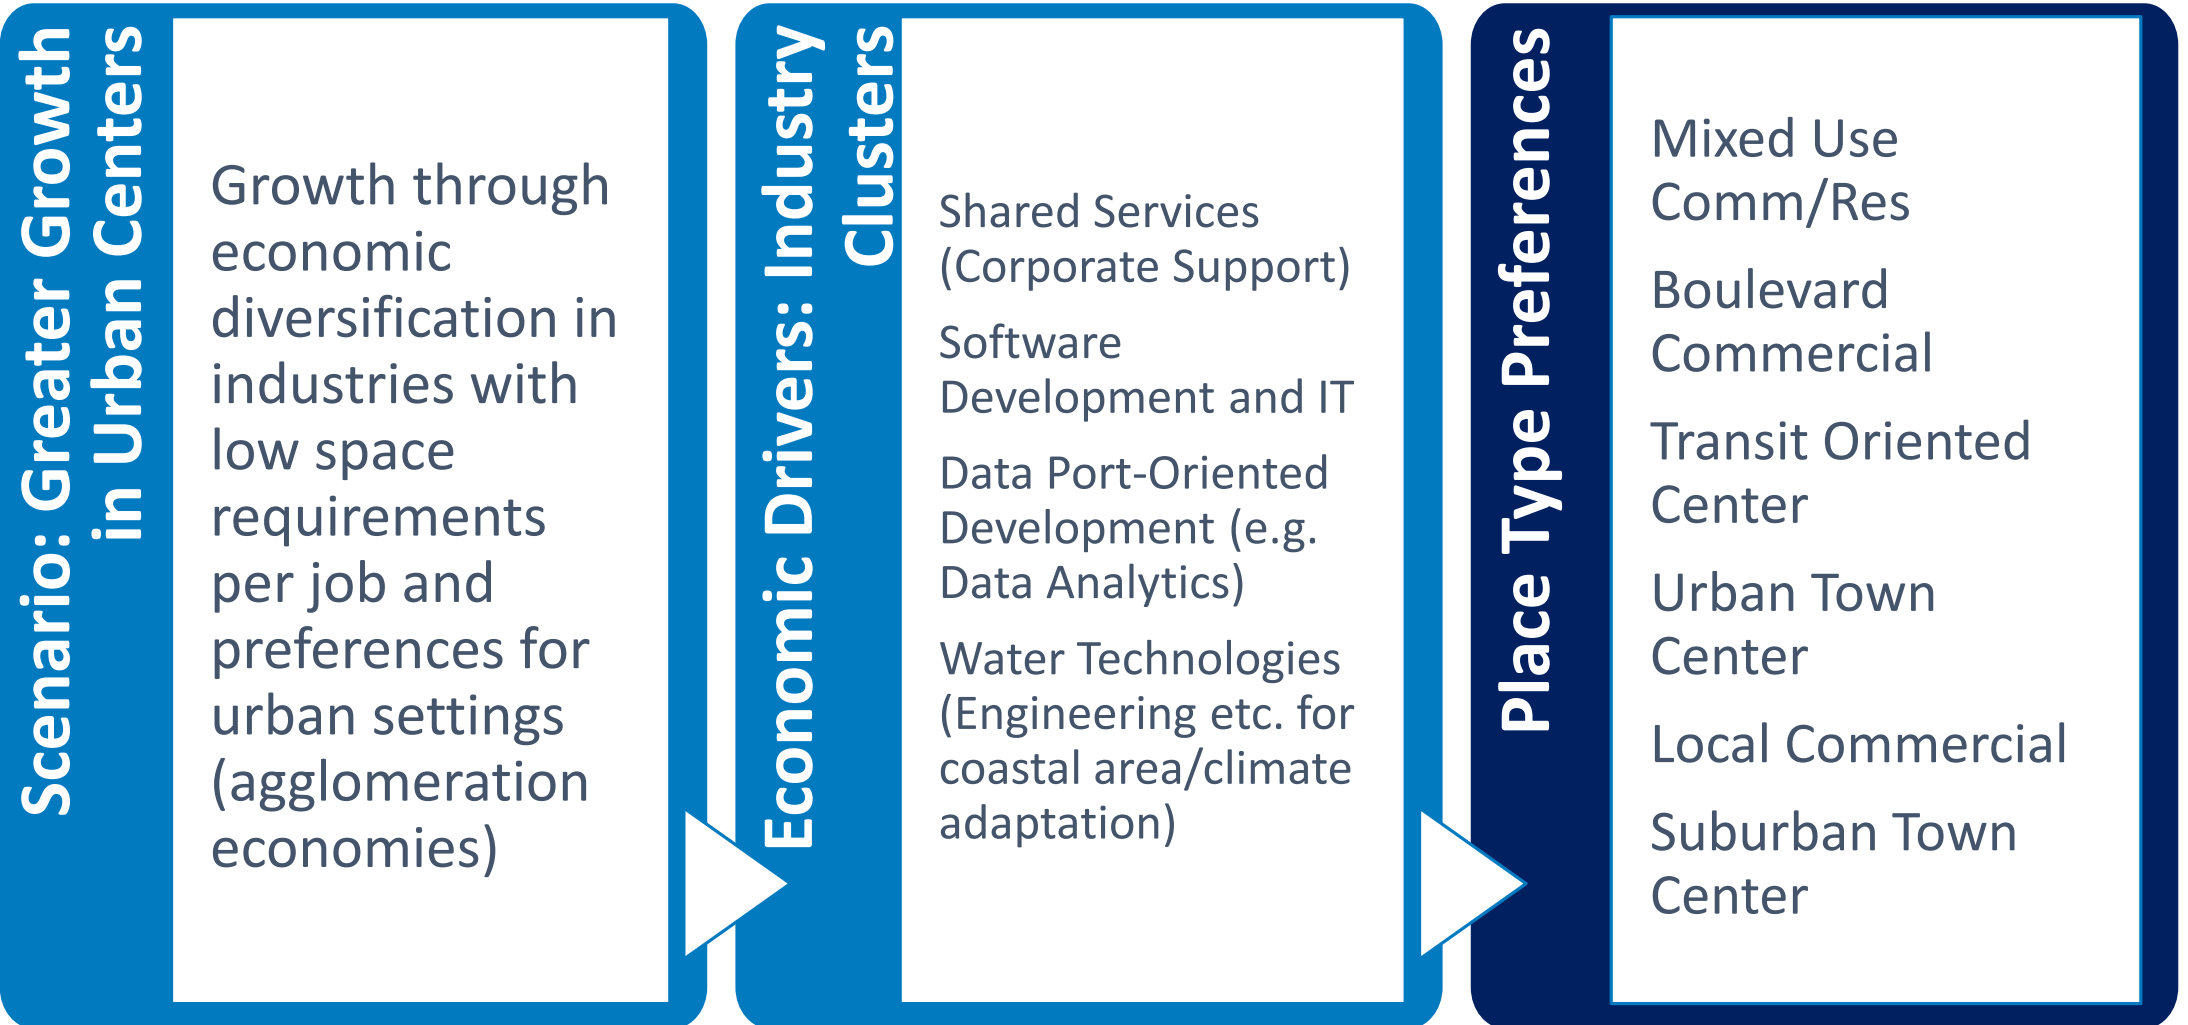 Scenario: Greater Growth
in Urban Centers
Growth through
economic
diversification in
industries with
low space
requirements
per job and
preferences for
urban settings
(agglomeration
economies)
Economic Drivers: Industry
Clusters
Shared Services
(Corporate Support)
Software
Development and IT
Data Port-Oriented
Development (e.g.
Data Analytics)
Water Technologies
(Engineering etc. for
coastal area/climate
adaptation)
Place Type Preferences
Mixed Use
Comm/Res
Boulevard
Commercial
Transit Oriented
Center
Urban Town
Center
Local Commercial
Suburban Town
Center